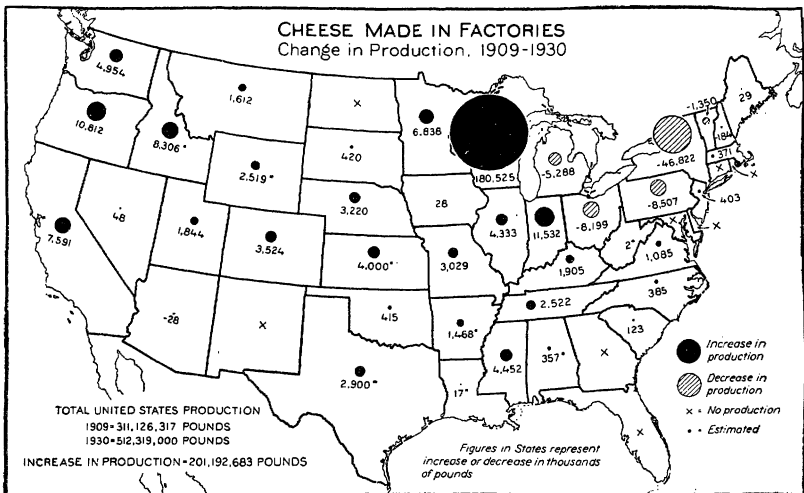 CHEESE MADE IN FACTORIES
Change in Production, 1909-1930
4,954
1,612
x
6,838
-1,350
29
10,812
8,306*
-184
420
180,525
-5,288
-46,822
371
x
x
2,519*
3,220
28
-8,507
403
48
1,844
3,524
4,333
11,532
-8,199
x
x
7,591
4,000*
3,029
2*
1,085
1,905
385
-28
x
415
1,468*
2,522
123
2,900*
17*
4,452
357*
x
x
Increase in
production
Decrease in
production
x = No production
* = Estimated
TOTAL UNITED STATES PRODUCTION
1909=311,126,317 POUNDS
1930=512,319,000 POUNDS
INCREASE IN PRODUCTION=201,192,683 POUNDS
Figures in States represent
increase or decrease in thousands
of pounds